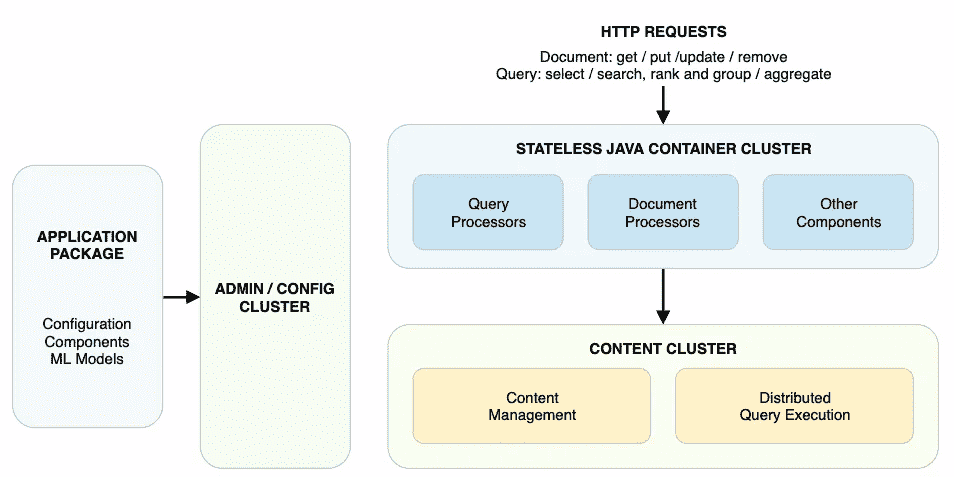 HTTP REQUESTS
Document: get / put /update / remove
Query: select / search, rank and group / aggregate
STATELESS JAVA CONTAINER CLUSTER
Query
Processors
Document
Processors
Other
Components
APPLICATION
PACKAGE
Configuration
Components
ML Models
ADMIN / CONFIG
CLUSTER
CONTENT CLUSTER
Content
Management
Distributed
Query Execution